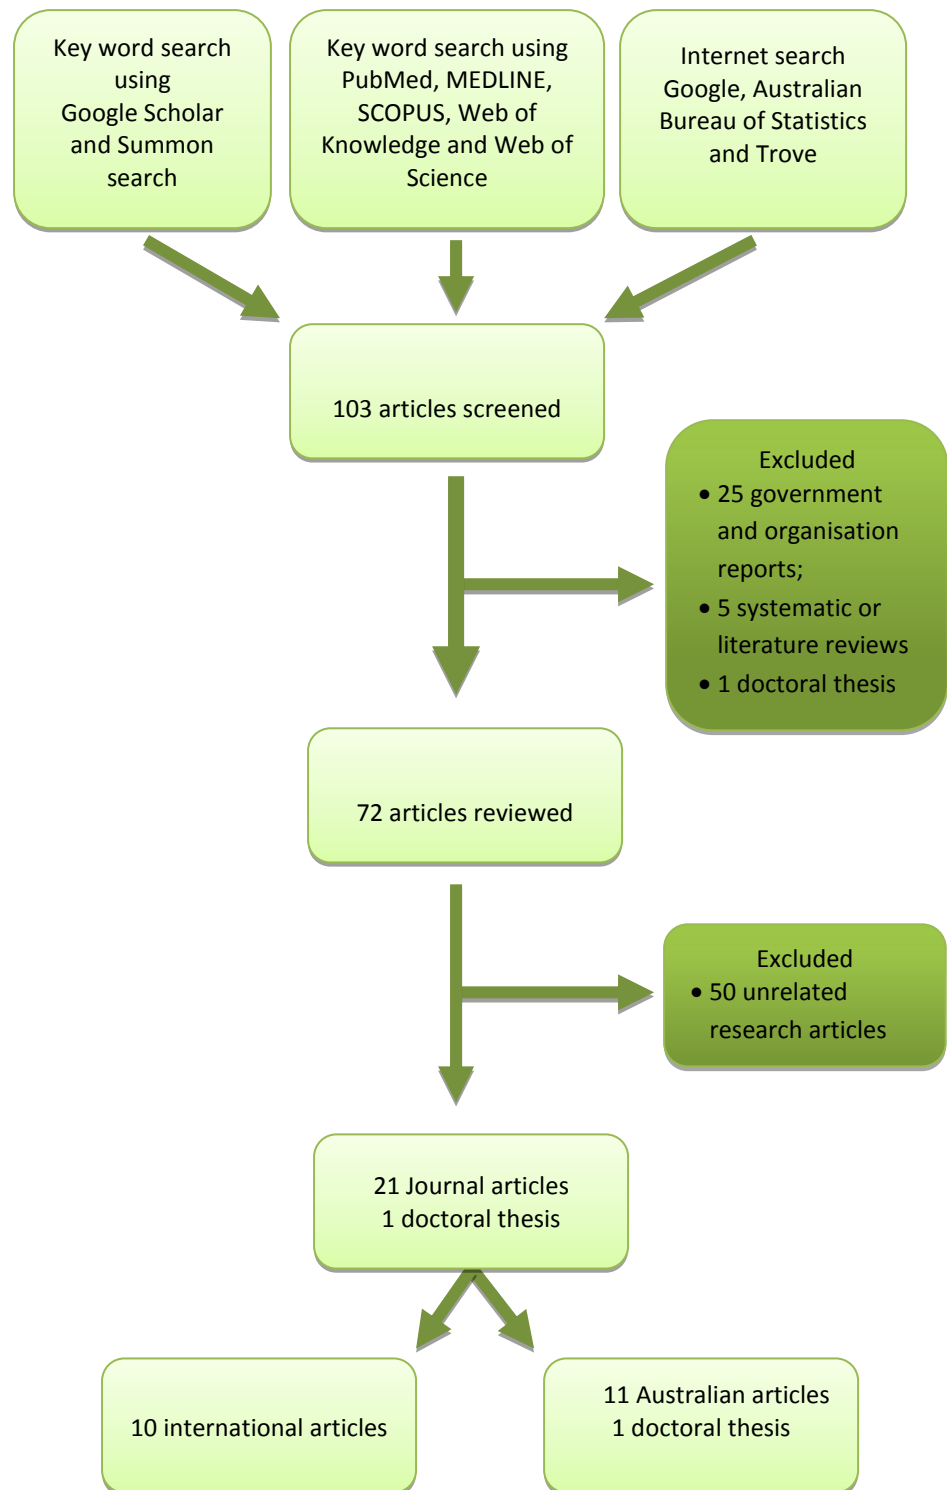 Key word search
using
Google Scholar
and Summon
search
Key word search using
PubMed, MEDLINE,
SCOPUS, Web of
Knowledge and Web of
Science
Internet search
Google, Australian
Bureau of Statistics
and Trove
103 articles screened
Excluded
• 25 government
and organisation
reports;
• 5 systematic or
literature reviews
• 1 doctoral thesis
72 articles reviewed
Excluded
• 50 unrelated
research articles
21 Journal articles
1 doctoral thesis
10 international articles
11 Australian articles
1 doctoral thesis